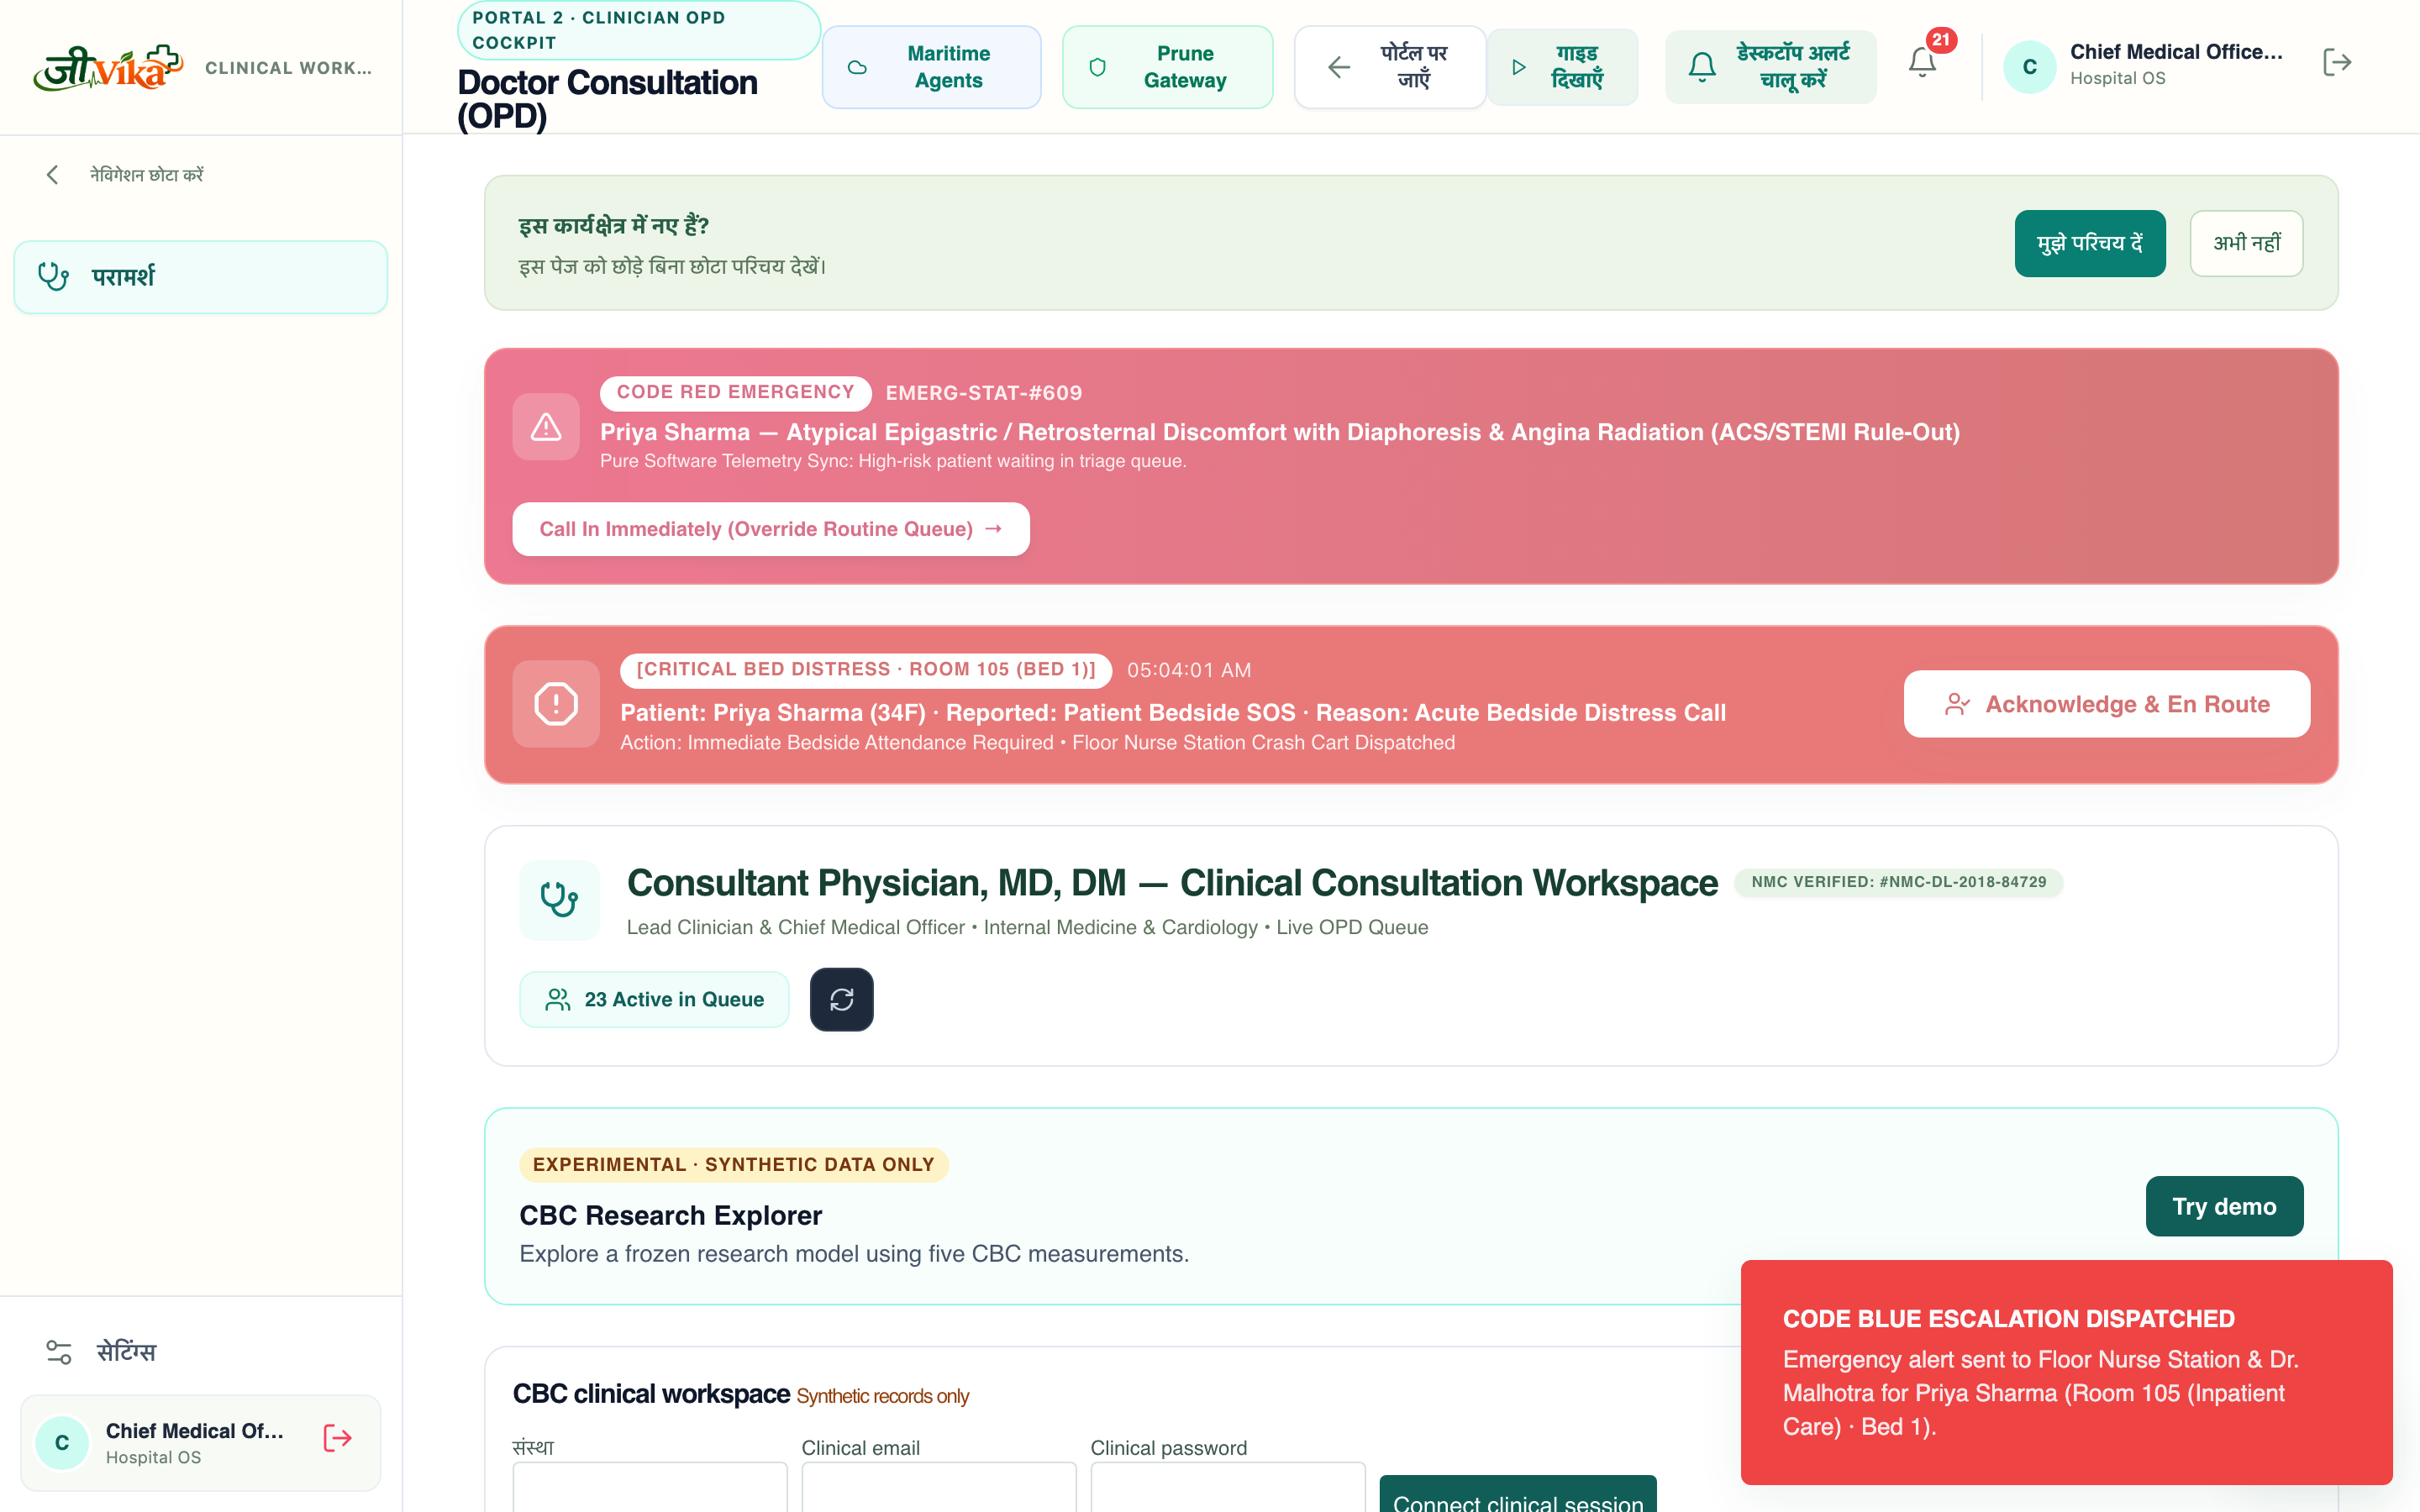 जीVika
CLINICAL WORK...
नेविगेशन छोटा करें
परामर्श
सेटिंग्स
C
Chief Medical Of...
Hospital OS
PORTAL 2 · CLINICIAN OPD
COCKPIT
Doctor Consultation
(OPD)
Maritime
Agents
Prune
Gateway
पोर्टल पर
जाएँ
गाइड
दिखाएँ
डेस्कटॉप अलर्ट
चालू करें
21
C
Chief Medical Office...
Hospital OS
इस कार्यक्षेत्र में नए हैं?
इस पेज को छोड़े बिना छोटा परिचय देखें।
मुझे परिचय दें
अभी नहीं
CODE RED EMERGENCY
EMERG-STAT-#609
Priya Sharma — Atypical Epigastric / Retrosternal Discomfort with Diaphoresis & Angina Radiation (ACS/STEMI Rule-Out)
Pure Software Telemetry Sync: High-risk patient waiting in triage queue.
Call In Immediately (Override Routine Queue) →
[CRITICAL BED DISTRESS · ROOM 105 (BED 1)]
05:04:01 AM
Patient: Priya Sharma (34F) · Reported: Patient Bedside SOS · Reason: Acute Bedside Distress Call
Action: Immediate Bedside Attendance Required • Floor Nurse Station Crash Cart Dispatched
Acknowledge & En Route
Consultant Physician, MD, DM — Clinical Consultation Workspace
NMC VERIFIED: #NMC-DL-2018-84729
Lead Clinician & Chief Medical Officer • Internal Medicine & Cardiology • Live OPD Queue
23 Active in Queue
EXPERIMENTAL · SYNTHETIC DATA ONLY
CBC Research Explorer
Explore a frozen research model using five CBC measurements.
Try demo
CBC clinical workspace Synthetic records only
संस्था
Clinical email
Clinical password
Connect clinical session
CODE BLUE ESCALATION DISPATCHED
Emergency alert sent to Floor Nurse Station & Dr.
Malhotra for Priya Sharma (Room 105 (Inpatient
Care) · Bed 1).